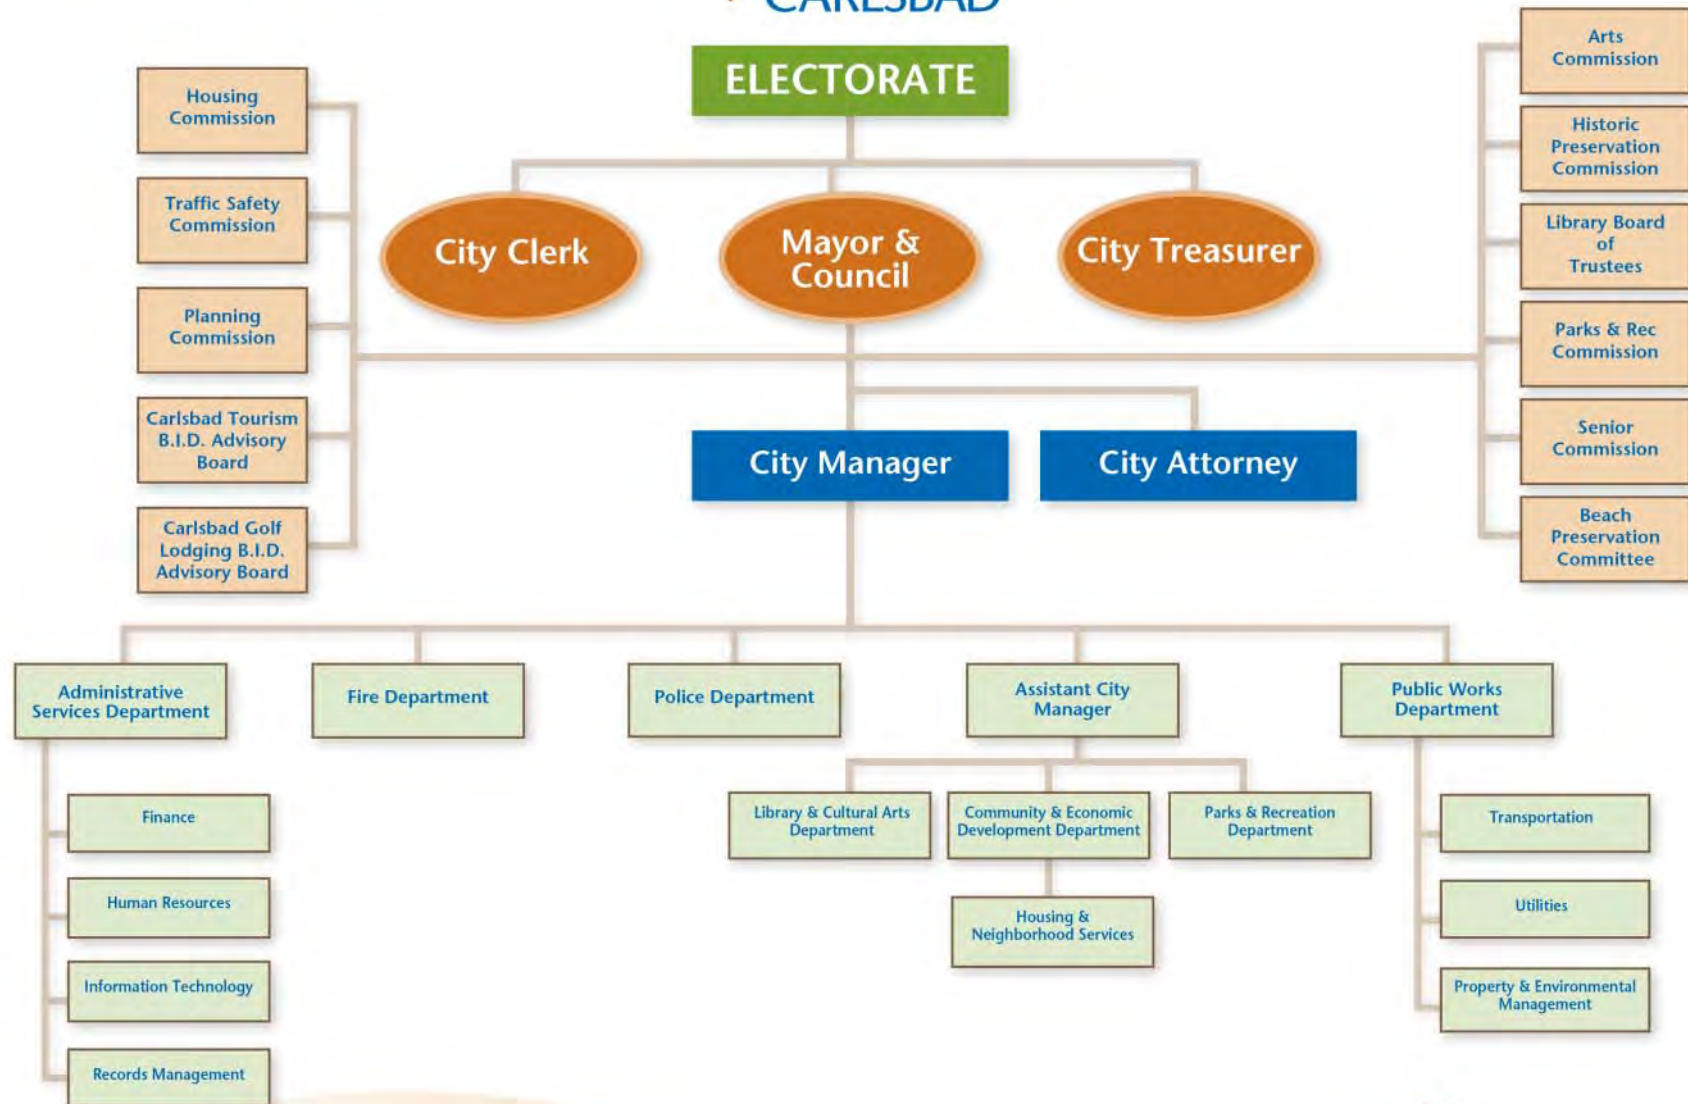 CARLSBAD
ELECTORATE
Housing
Commission
Traffic Safety
Commission
Planning
Commission
Carlsbad Tourism
B.I.D. Advisory
Board
Carlsbad Golf
Lodging B.I.D.
Advisory Board
City Clerk
Mayor &
Council
City Treasurer
Arts
Commission
Historic
Preservation
Commission
Library Board
of
Trustees
Parks & Rec
Commission
Senior
Commission
Beach
Preservation
Committee
City Manager
City Attorney
Administrative
Services Department
Fire Department
Police Department
Assistant City
Manager
Public Works
Department
Finance
Human Resources
Information Technology
Records Management
Library & Cultural Arts
Department
Community & Economic
Development Department
Parks & Recreation
Department
Housing &
Neighborhood Services
Transportation
Utilities
Property & Environmental
Management